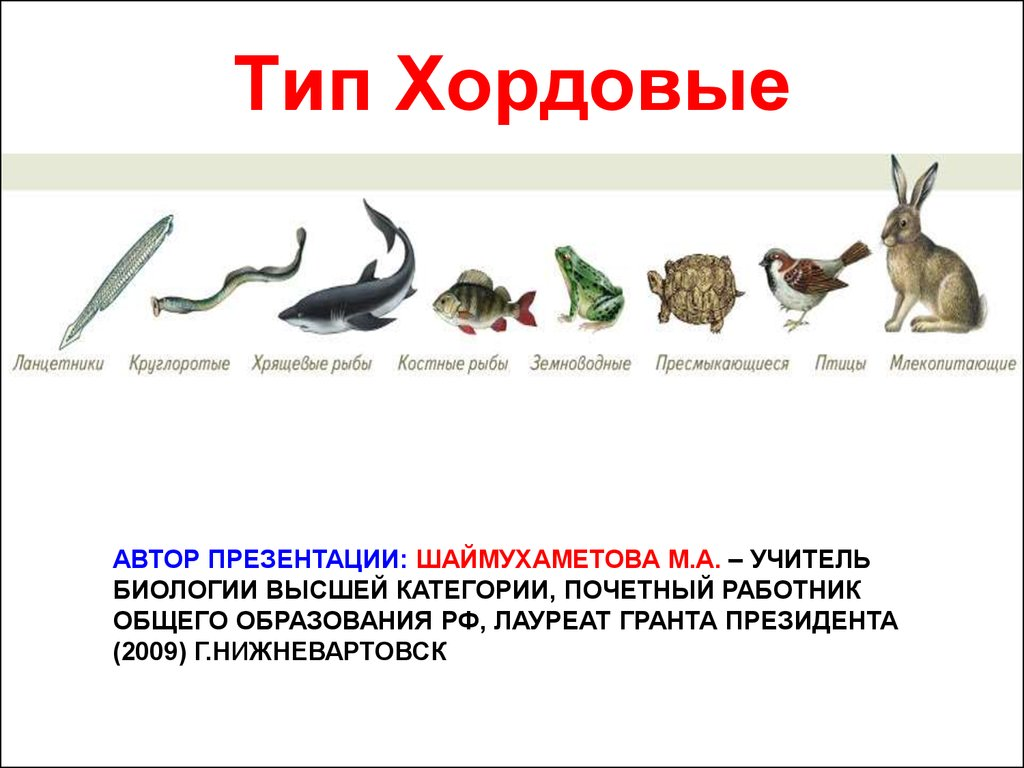 Тип Хордовые
Ланцетники Круглоротые Хрящевые рыбы Костные рыбы Земноводные Пресмыкающиеся Птицы Млекопитающие
АВТОР ПРЕЗЕНТАЦИИ: ШАЙМУХАМЕТОВА М.А. – УЧИТЕЛЬ
БИОЛОГИИ ВЫСШЕЙ КАТЕГОРИИ, ПОЧЕТНЫЙ РАБОТНИК
ОБЩЕГО ОБРАЗОВАНИЯ РФ, ЛАУРЕАТ ГРАНТА ПРЕЗИДЕНТА
(2009) Г.НИЖНЕВАРТОВСК